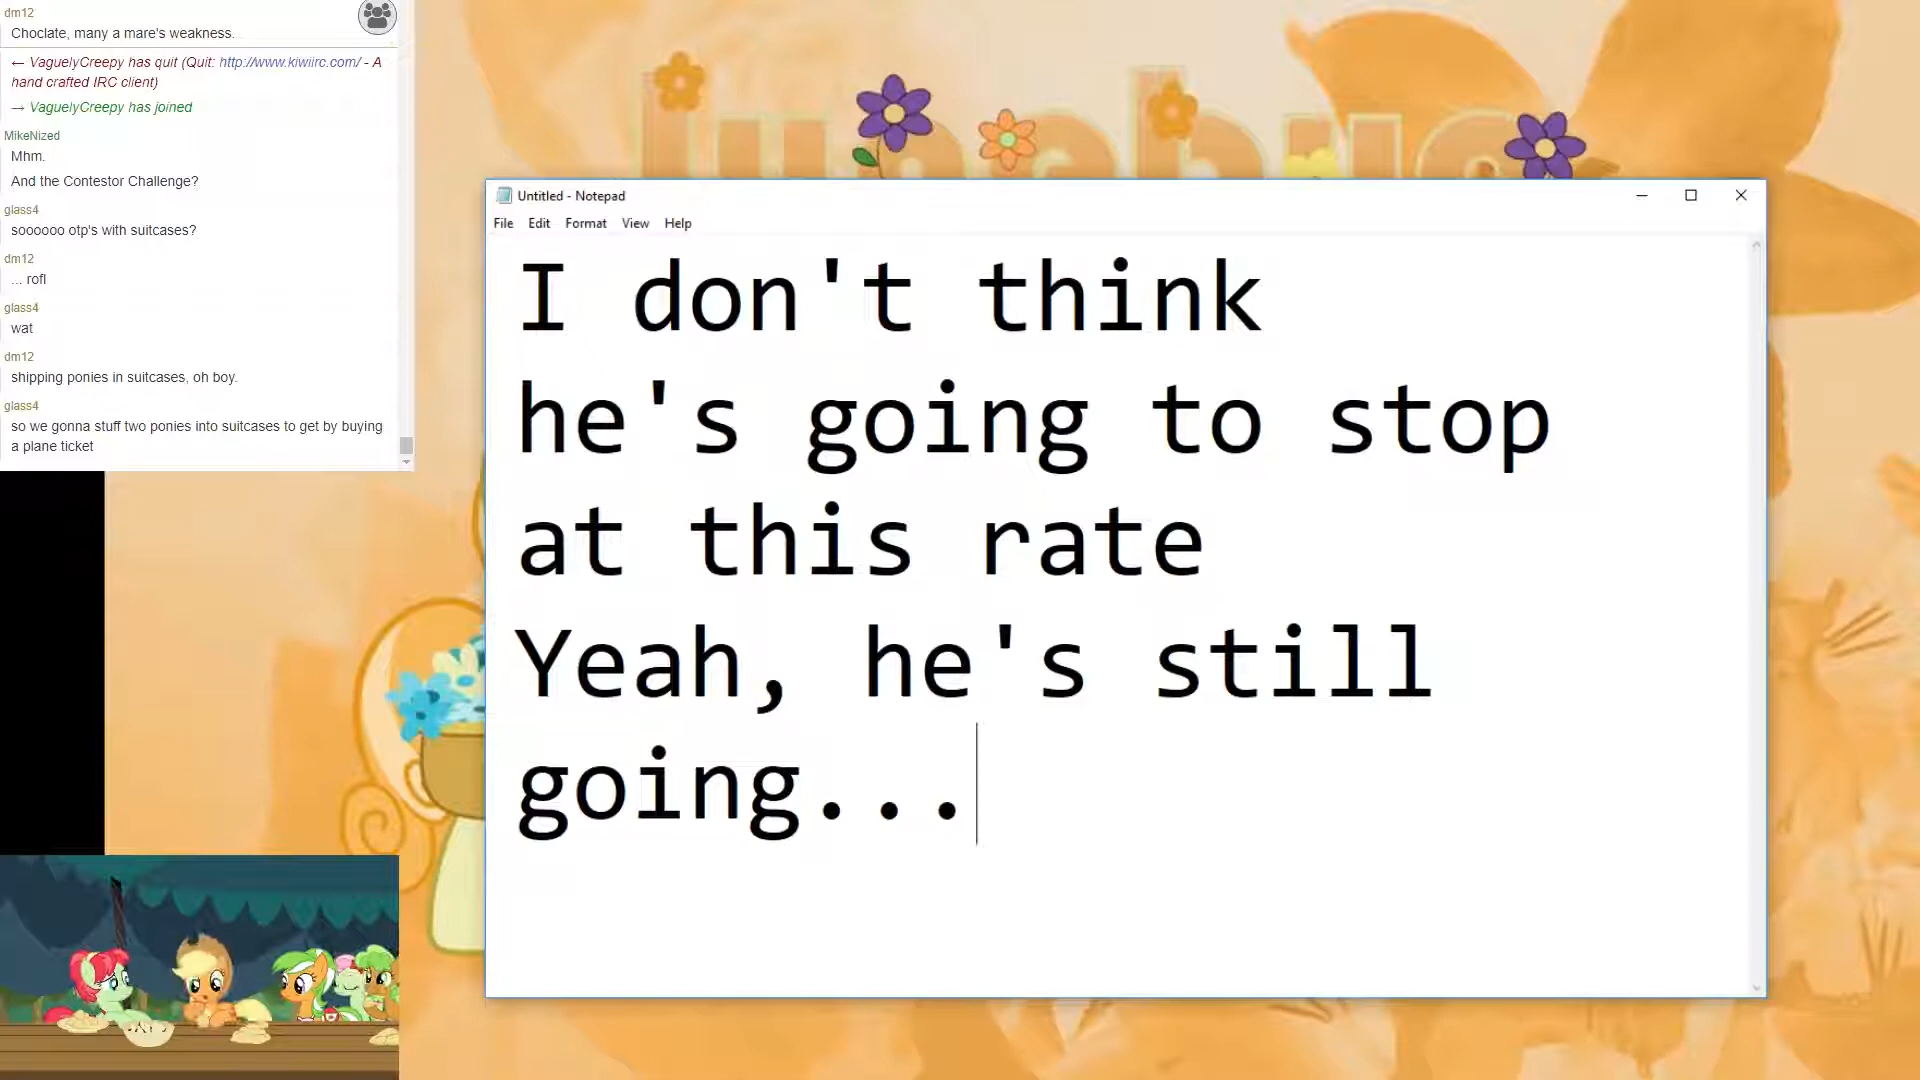 dm12
Choclate, many a mare's weakness.
← VaguelyCreepy has quit (Quit: http://www.kiwiirc.com/ - A
hand crafted IRC client)
→ VaguelyCreepy has joined
MikeNized
Mhm.
And the Contestor Challenge?
glass4
soooooo otp's with suitcases?
dm12
... rofl
glass4
wat
dm12
shipping ponies in suitcases, oh boy.
glass4
so we gonna stuff two ponies into suitcases to get by buying
a plane ticket
Untitled - Notepad
File Edit Format View Help
I don't think
he's going to stop
at this rate
Yeah, he's still
going...